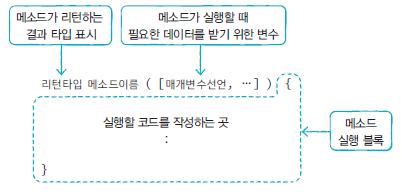 메소드가 리턴하는
결과 타입 표시
메소드가 실행할 때
필요한 데이터를 받기 위한 변수
리턴타입 메소드이름 ( [매개변수선언, …] ) {
실행할 코드를 작성하는 곳
:
메소드
실행 블록
}